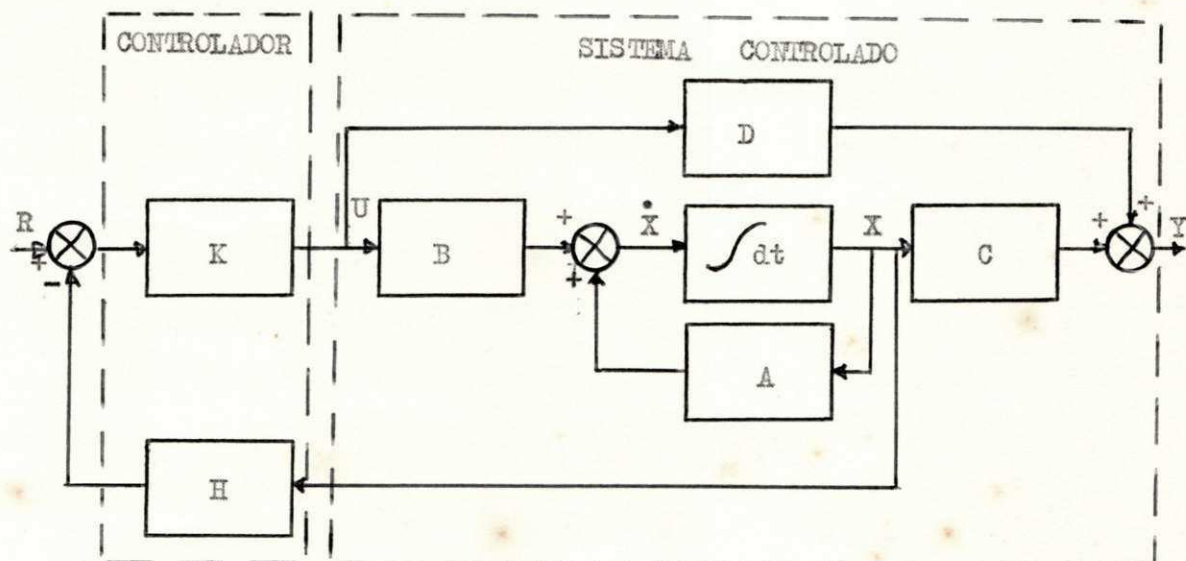 CONTROLADOR
SISTEMA CONTROLADO
D
R
+
-
K
U
B
+
+
Ẋ
∫dt
X
C
+
+
Y
A
H